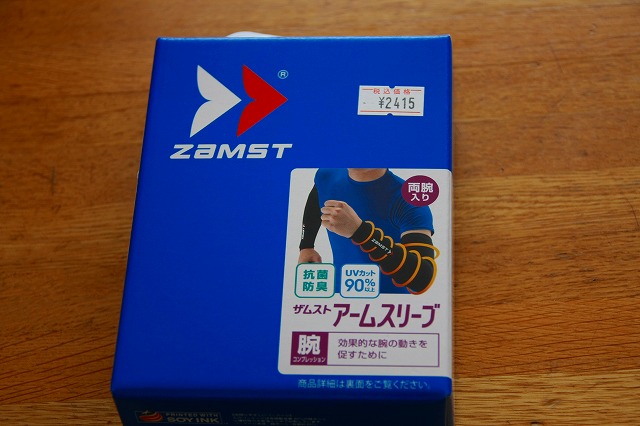 ®
税込価格
¥2415
ZAMST
両腕
入り
ZAMST
抗菌
防臭
UVカット
90%以上
ザムスト アームスリーブ
腕
コンプレッション
効果的な腕の動きを
促すために
商品詳細は裏面をご覧ください。
PRINTED WITH
SOY INK